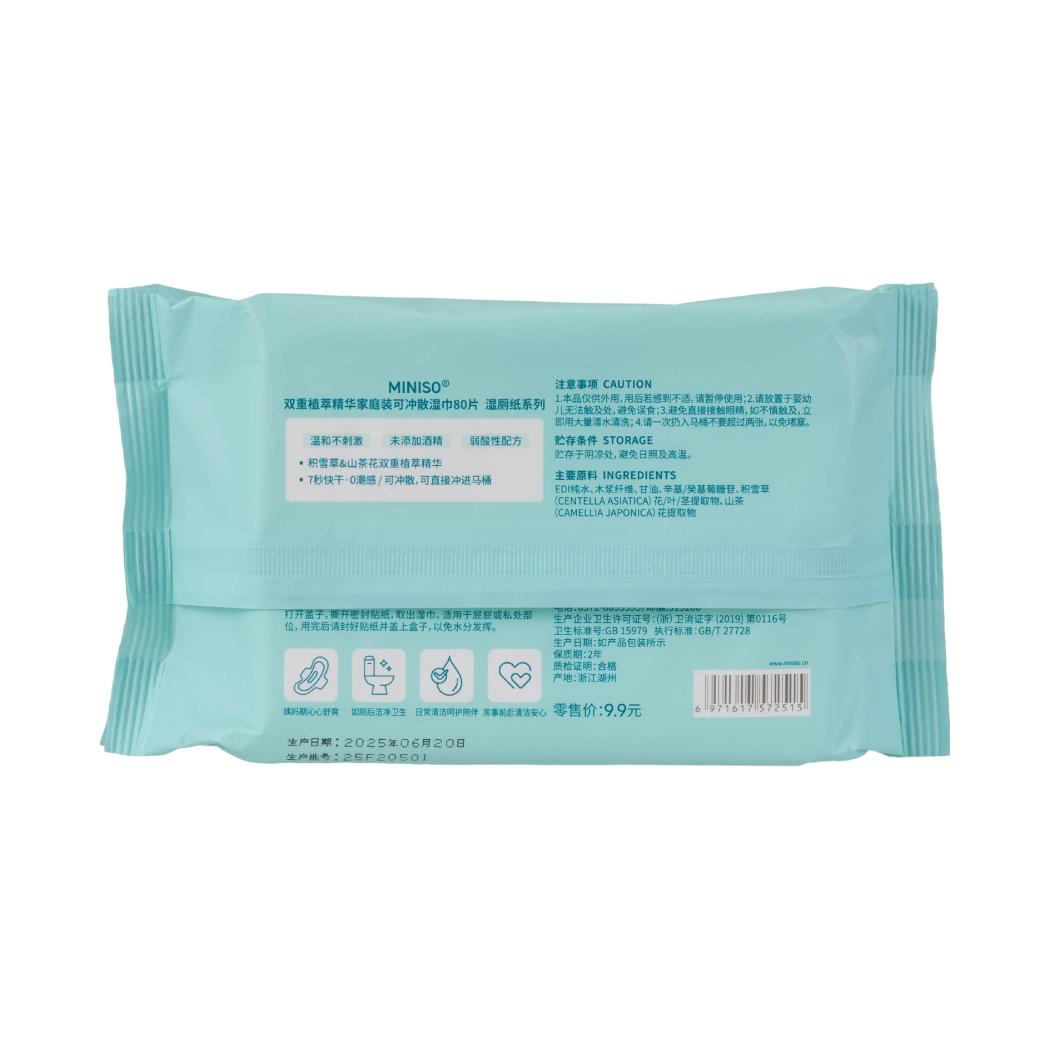 MINISO®
双重植萃精华家庭装可冲散湿巾80片 湿厕纸系列
温和不刺激 未添加酒精 弱酸性配方
• 积雪草&山茶花双重植萃精华
• 7秒快干·0潮感 / 可冲散,可直接冲进马桶
注意事项 CAUTION
1.本品仅供外用,用后若感到不适,请暂停使用;2.请放置于婴幼
儿无法触及处,避免误食;3.避免直接接触眼睛,如不慎触及,立
即用大量清水清洗;4.请一次扔入马桶不要超过两张,以免堵塞。
贮存条件 STORAGE
贮存于阴凉处,避免日照及高温。
主要原料 INGREDIENTS
EDI纯水、木浆纤维、甘油、辛基/癸基葡糖苷、积雪草
(CENTELLA ASIATICA)花/叶/茎提取物、山茶
(CAMELLIA JAPONICA)花提取物
打开盖子,撕开密封贴纸,取出湿巾。适用于屁屁或私处部
位,用完后请封好贴纸并盖上盒子,以免水分发挥。
姨妈期沁心舒爽 如厕后洁净卫生 日常清洁呵护陪伴 房事前后清洁安心
生产日期:2025年06月20日
生产批号:25F20501
生产企业卫生许可证号:(浙)卫消证字 (2019) 第0116号
卫生标准号:GB 15979 执行标准:GB/T 27728
生产日期:如产品包装所示
保质期:2年
质检证明:合格
产地:浙江湖州
零售价:9.9元
www.miniso.cn
6 971617 572515